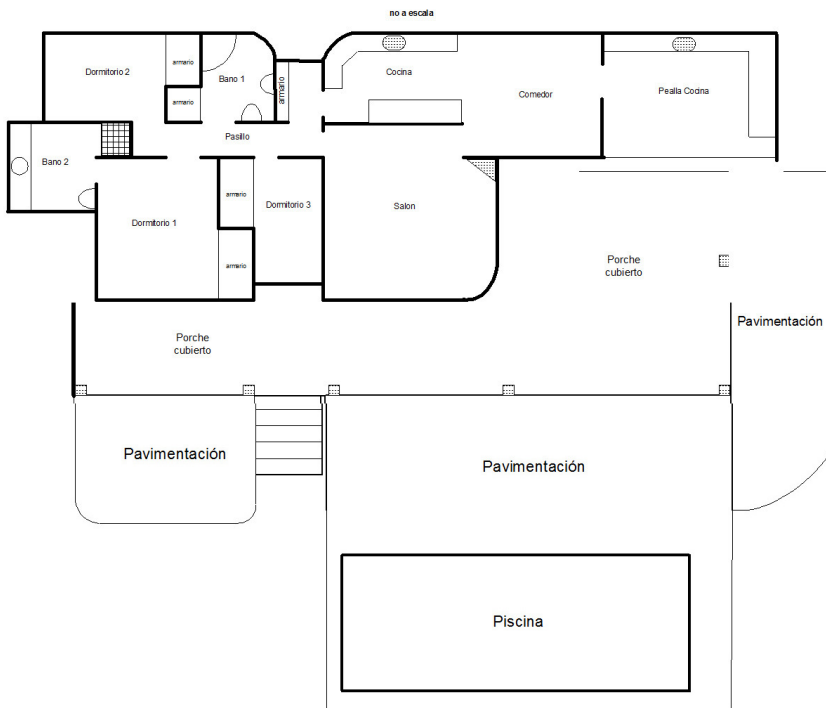 no a escala
armario
Dormitorio 2
Bano 1
Cocina
Comedor
Pealla Cocina
armario
armario
Pasillo
Bano 2
armario
Dormitorio 1
Dormitorio 3
Salon
armario
Porche
cubierto
Pavimentación
Porche
cubierto
Pavimentación
Pavimentación
Piscina